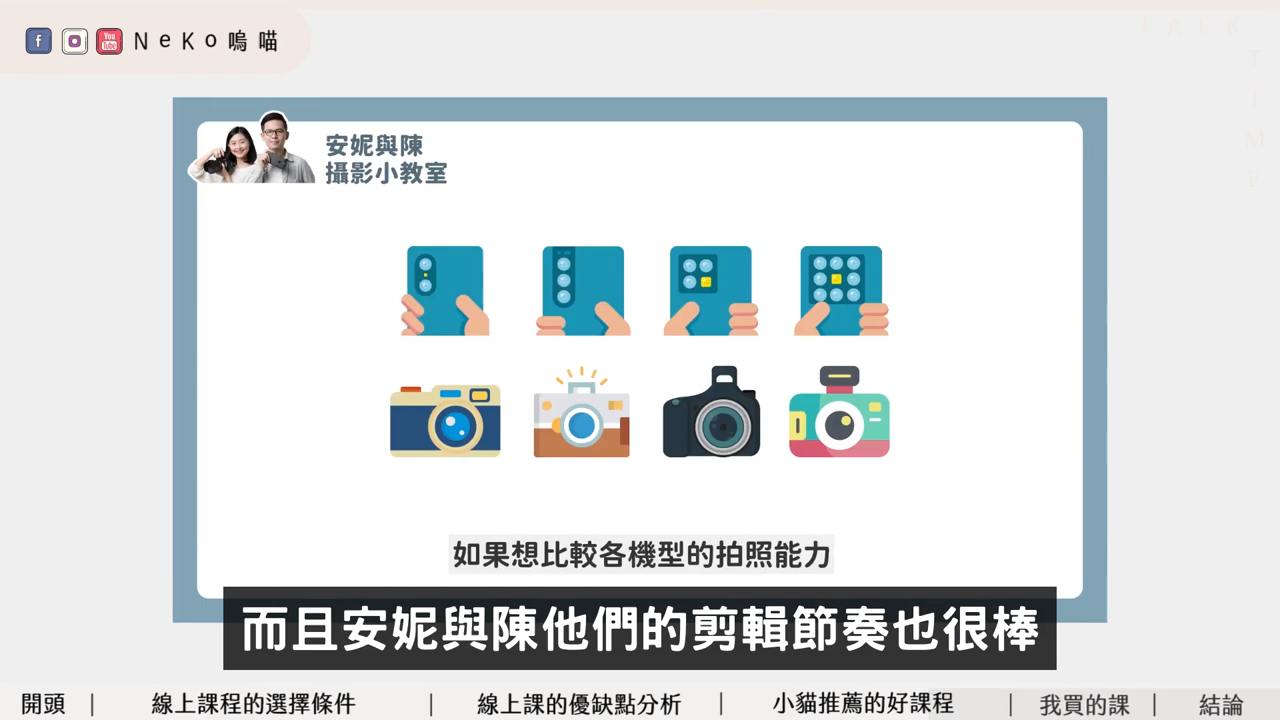 NeKo嗚喵
TALK
TIME
安妮與陳
攝影小教室
如果想比較各機型的拍照能力
而且安妮與陳他們的剪輯節奏也很棒
開頭 | 線上課程的選擇條件 | 線上課的優缺點分析 | 小貓推薦的好課程 | 我買的課 | 結論